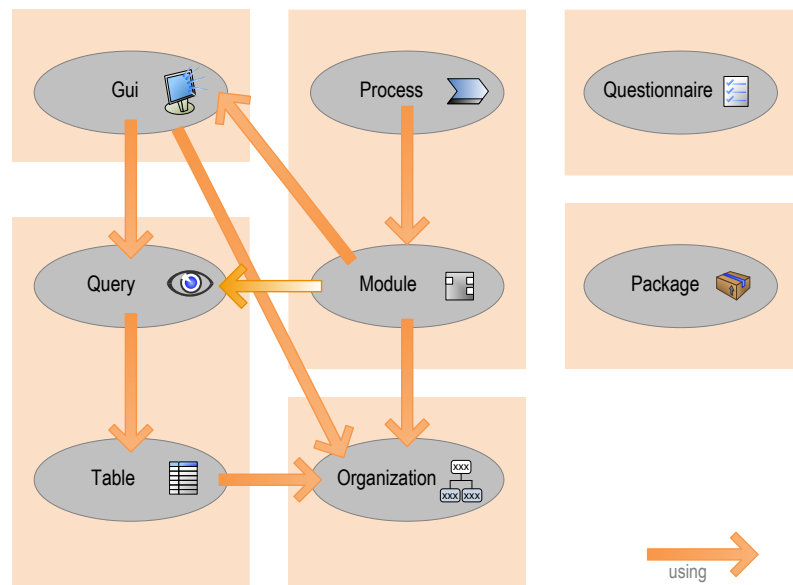 Gui
Process
Questionnaire
Query
Module
Package
Table
Organization
xxx
xxx xxx
using